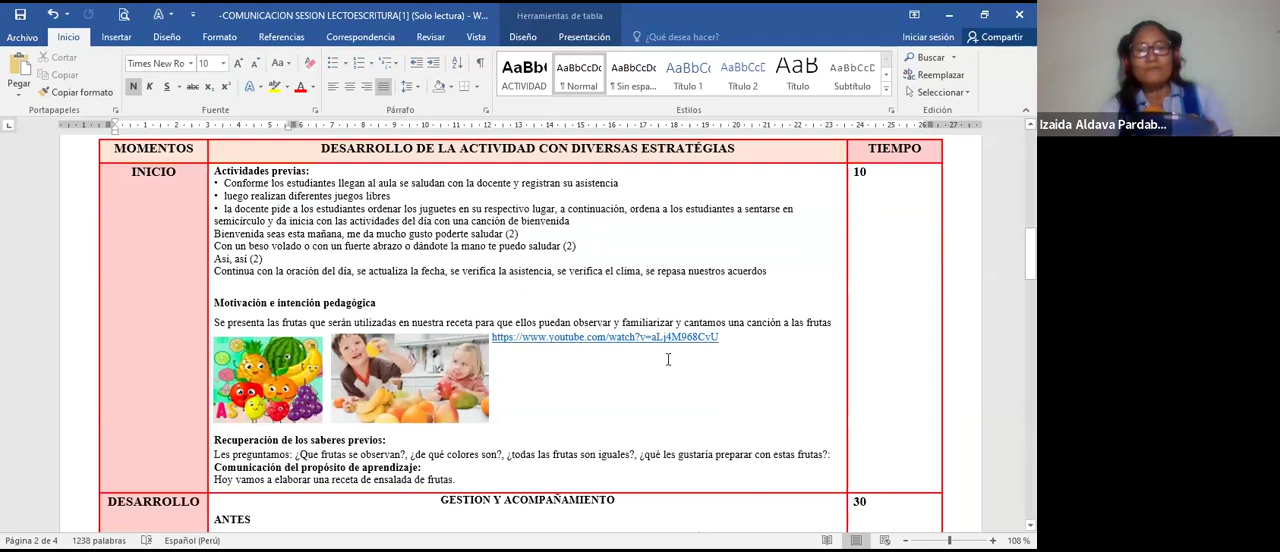 -COMUNICACION SESION LECTOESCRITURA[1] (Solo lectura) - W...
Herramientas de tabla
Archivo Inicio Insertar Diseño Formato Referencias Correspondencia Revisar Vista Diseño Presentación ¿Qué desea hacer? Iniciar sesión Compartir
Pegar
Cortar
Copiar
Copiar formato
Portapapeles
Times New Ro 10
N K S abc x₂ x²
Fuente
Párrafo
AaBbC AaBbCcDc AaBbCcDc AaBbC AaBbCcD AaB AaBbCcD
ACTIVIDAD ¶ Normal ¶ Sin espa... Título 1 Título 2 Título Subtítulo
Estilos
Buscar
Reemplazar
Seleccionar
Edición
Izaida Aldava Pardab...
MOMENTOS DESARROLLO DE LA ACTIVIDAD CON DIVERSAS ESTRATÉGIAS TIEMPO
INICIO
10
Actividades previas:
• Conforme los estudiantes llegan al aula se saludan con la docente y registran su asistencia
• luego realizan diferentes juegos libres
• la docente pide a los estudiantes ordenar los juguetes en su respectivo lugar, a continuación, ordena a los estudiantes a sentarse en
semicírculo y da inicia con las actividades del día con una canción de bienvenida
Bienvenida seas esta mañana, me da mucho gusto poderte saludar (2)
Con un beso volado o con un fuerte abrazo o dándote la mano te puedo saludar (2)
Asi, así (2)
Continua con la oración del día, se actualiza la fecha, se verifica la asistencia, se verifica el clima, se repasa nuestros acuerdos
Motivación e intención pedagógica
Se presenta las frutas que serán utilizadas en nuestra receta para que ellos puedan observar y familiarizar y cantamos una canción a las frutas
https://www.youtube.com/watch?v=aLj4M968CvU
Recuperación de los saberes previos:
Les preguntamos: ¿Que frutas se observan?, ¿de qué colores son?, ¿todas las frutas son iguales?, ¿qué les gustaría preparar con estas frutas?:
Comunicación del propósito de aprendizaje:
Hoy vamos a elaborar una receta de ensalada de frutas.
DESARROLLO GESTION Y ACOMPAÑAMIENTO 30
ANTES
Página 2 de 4 1238 palabras Español (Perú) 108 %